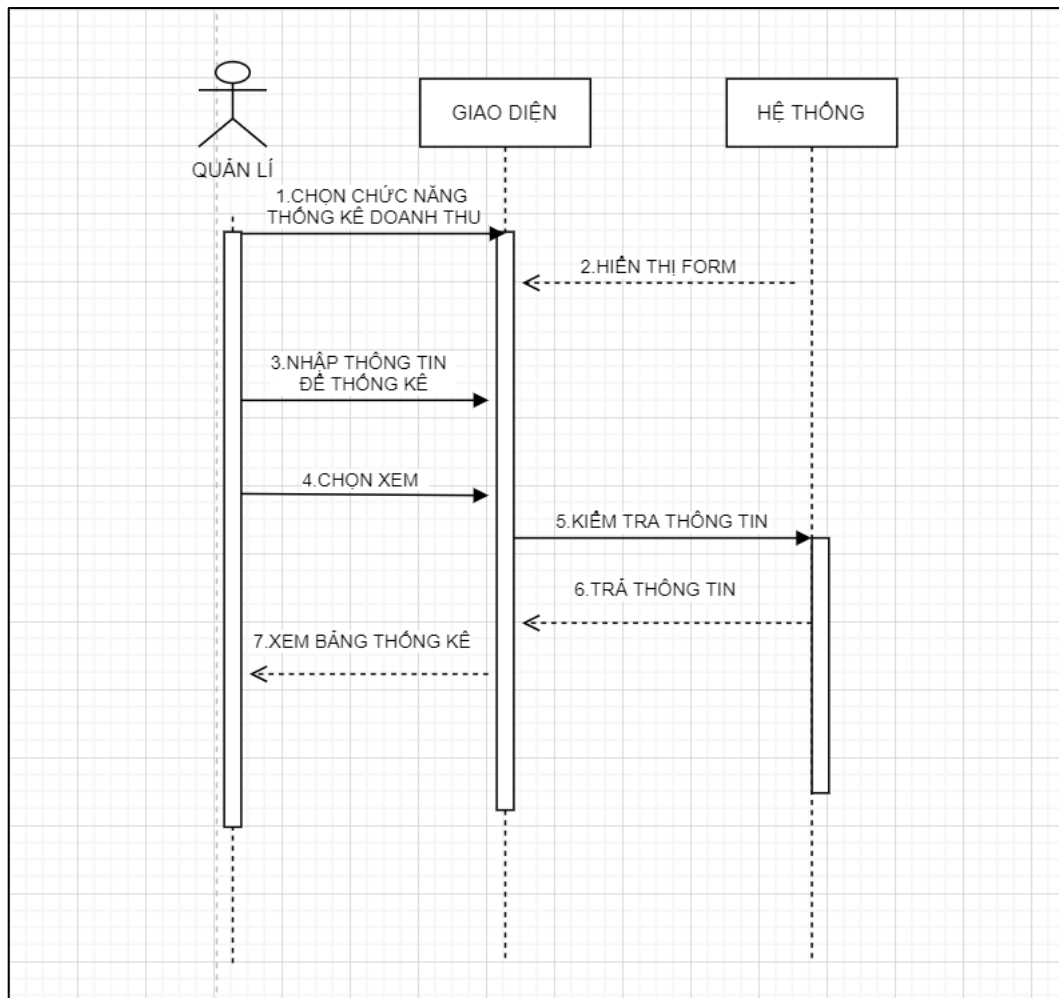 GIAO DIỆN
HỆ THỐNG
QUẢN LÍ
1.CHỌN CHỨC NĂNG
THỐNG KÊ DOANH THU
2.HIỂN THỊ FORM
3.NHẬP THÔNG TIN
ĐỂ THỐNG KÊ
4.CHỌN XEM
5.KIỂM TRA THÔNG TIN
6.TRẢ THÔNG TIN
7.XEM BẢNG THỐNG KÊ